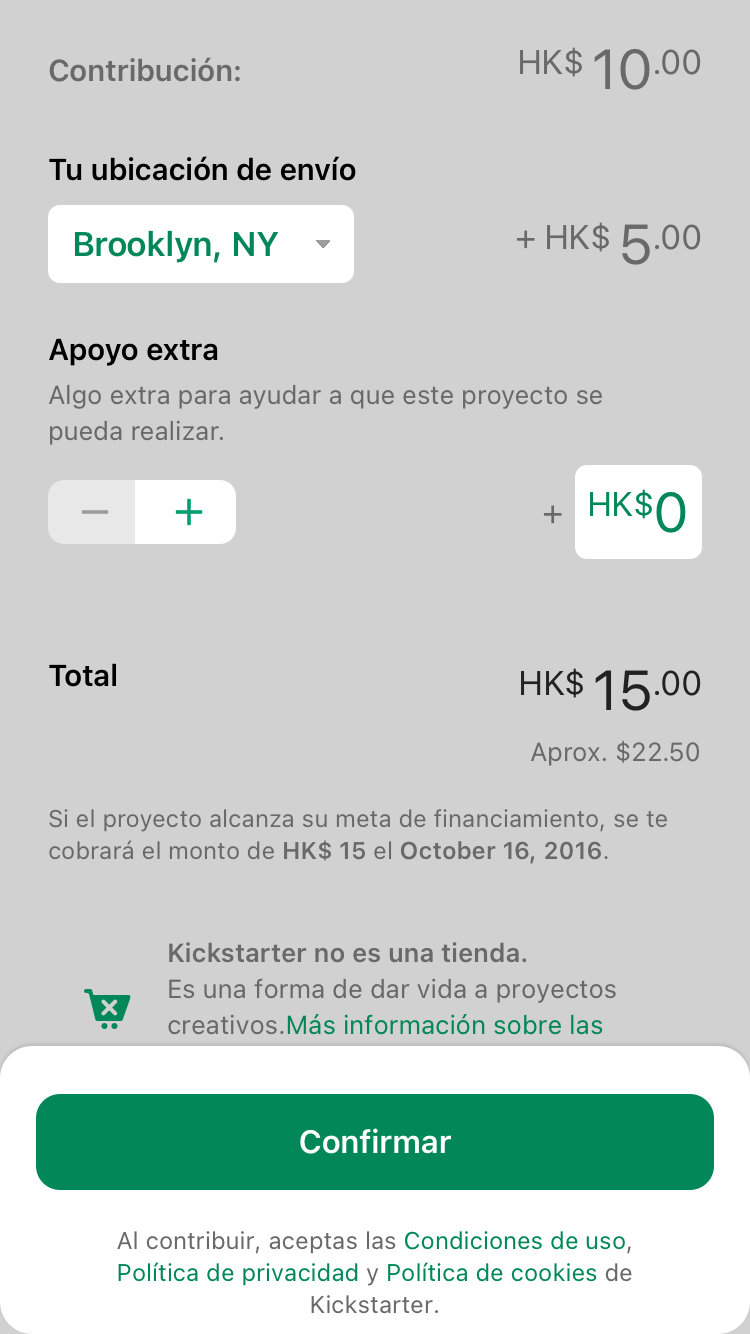 Contribución: HK$ 10.00
Tu ubicación de envío
Brooklyn, NY + HK$ 5.00
Apoyo extra
Algo extra para ayudar a que este proyecto se
pueda realizar.
− + + HK$0
Total HK$ 15.00
Aprox. $22.50
Si el proyecto alcanza su meta de financiamiento, se te
cobrará el monto de HK$ 15 el October 16, 2016.
Kickstarter no es una tienda.
Es una forma de dar vida a proyectos
creativos.Más información sobre las
Confirmar
Al contribuir, aceptas las Condiciones de uso,
Política de privacidad y Política de cookies de
Kickstarter.